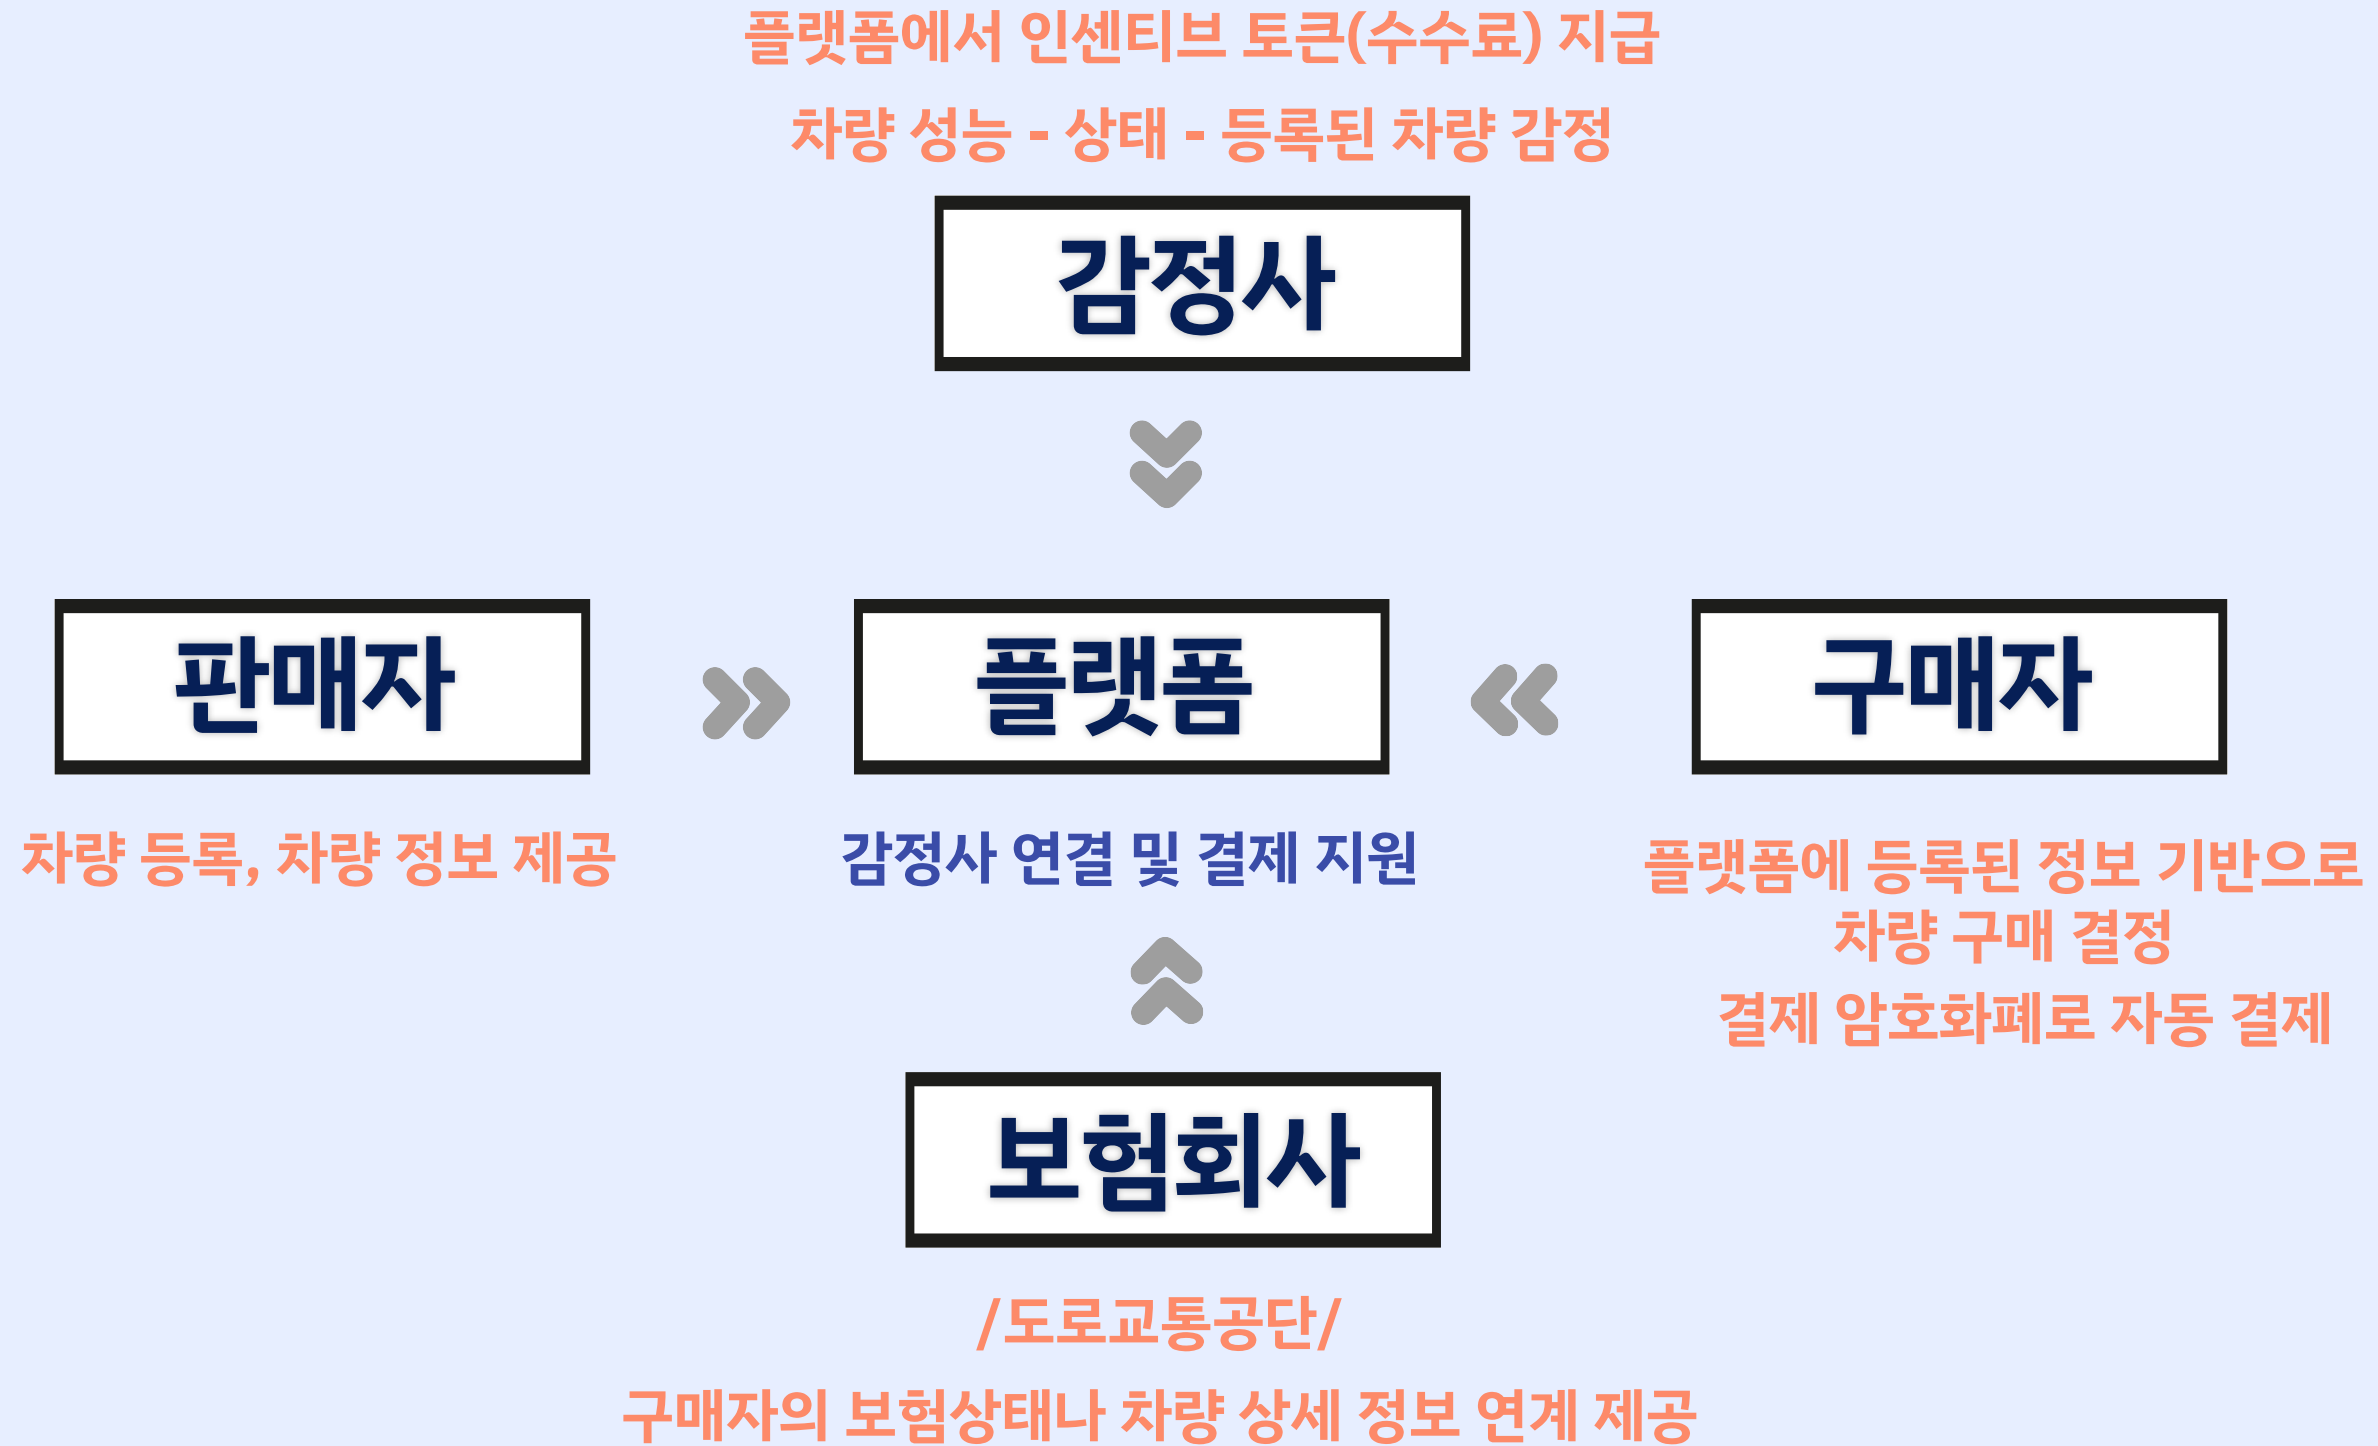 플랫폼에서 인센티브 토큰(수수료) 지급
차량 성능 - 상태 - 등록된 차량 감정
감정사
판매자
플랫폼
구매자
차량 등록, 차량 정보 제공
감정사 연결 및 결제 지원
플랫폼에 등록된 정보 기반으로
차량 구매 결정
결제 암호화폐로 자동 결제
보험회사
/도로교통공단/
구매자의 보험상태나 차량 상세 정보 연계 제공